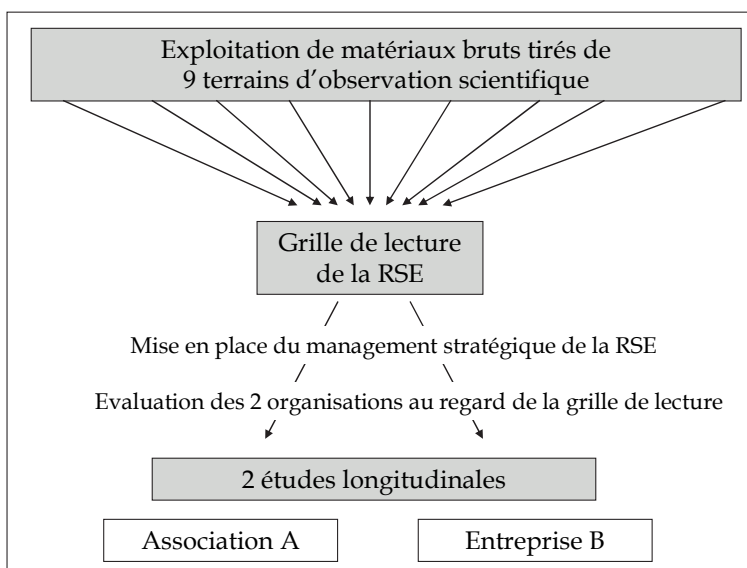 Exploitation de matériaux bruts tirés de
9 terrains d’observation scientifique
Grille de lecture
de la RSE
Mise en place du management stratégique de la RSE
Evaluation des 2 organisations au regard de la grille de lecture
2 études longitudinales
Association A
Entreprise B